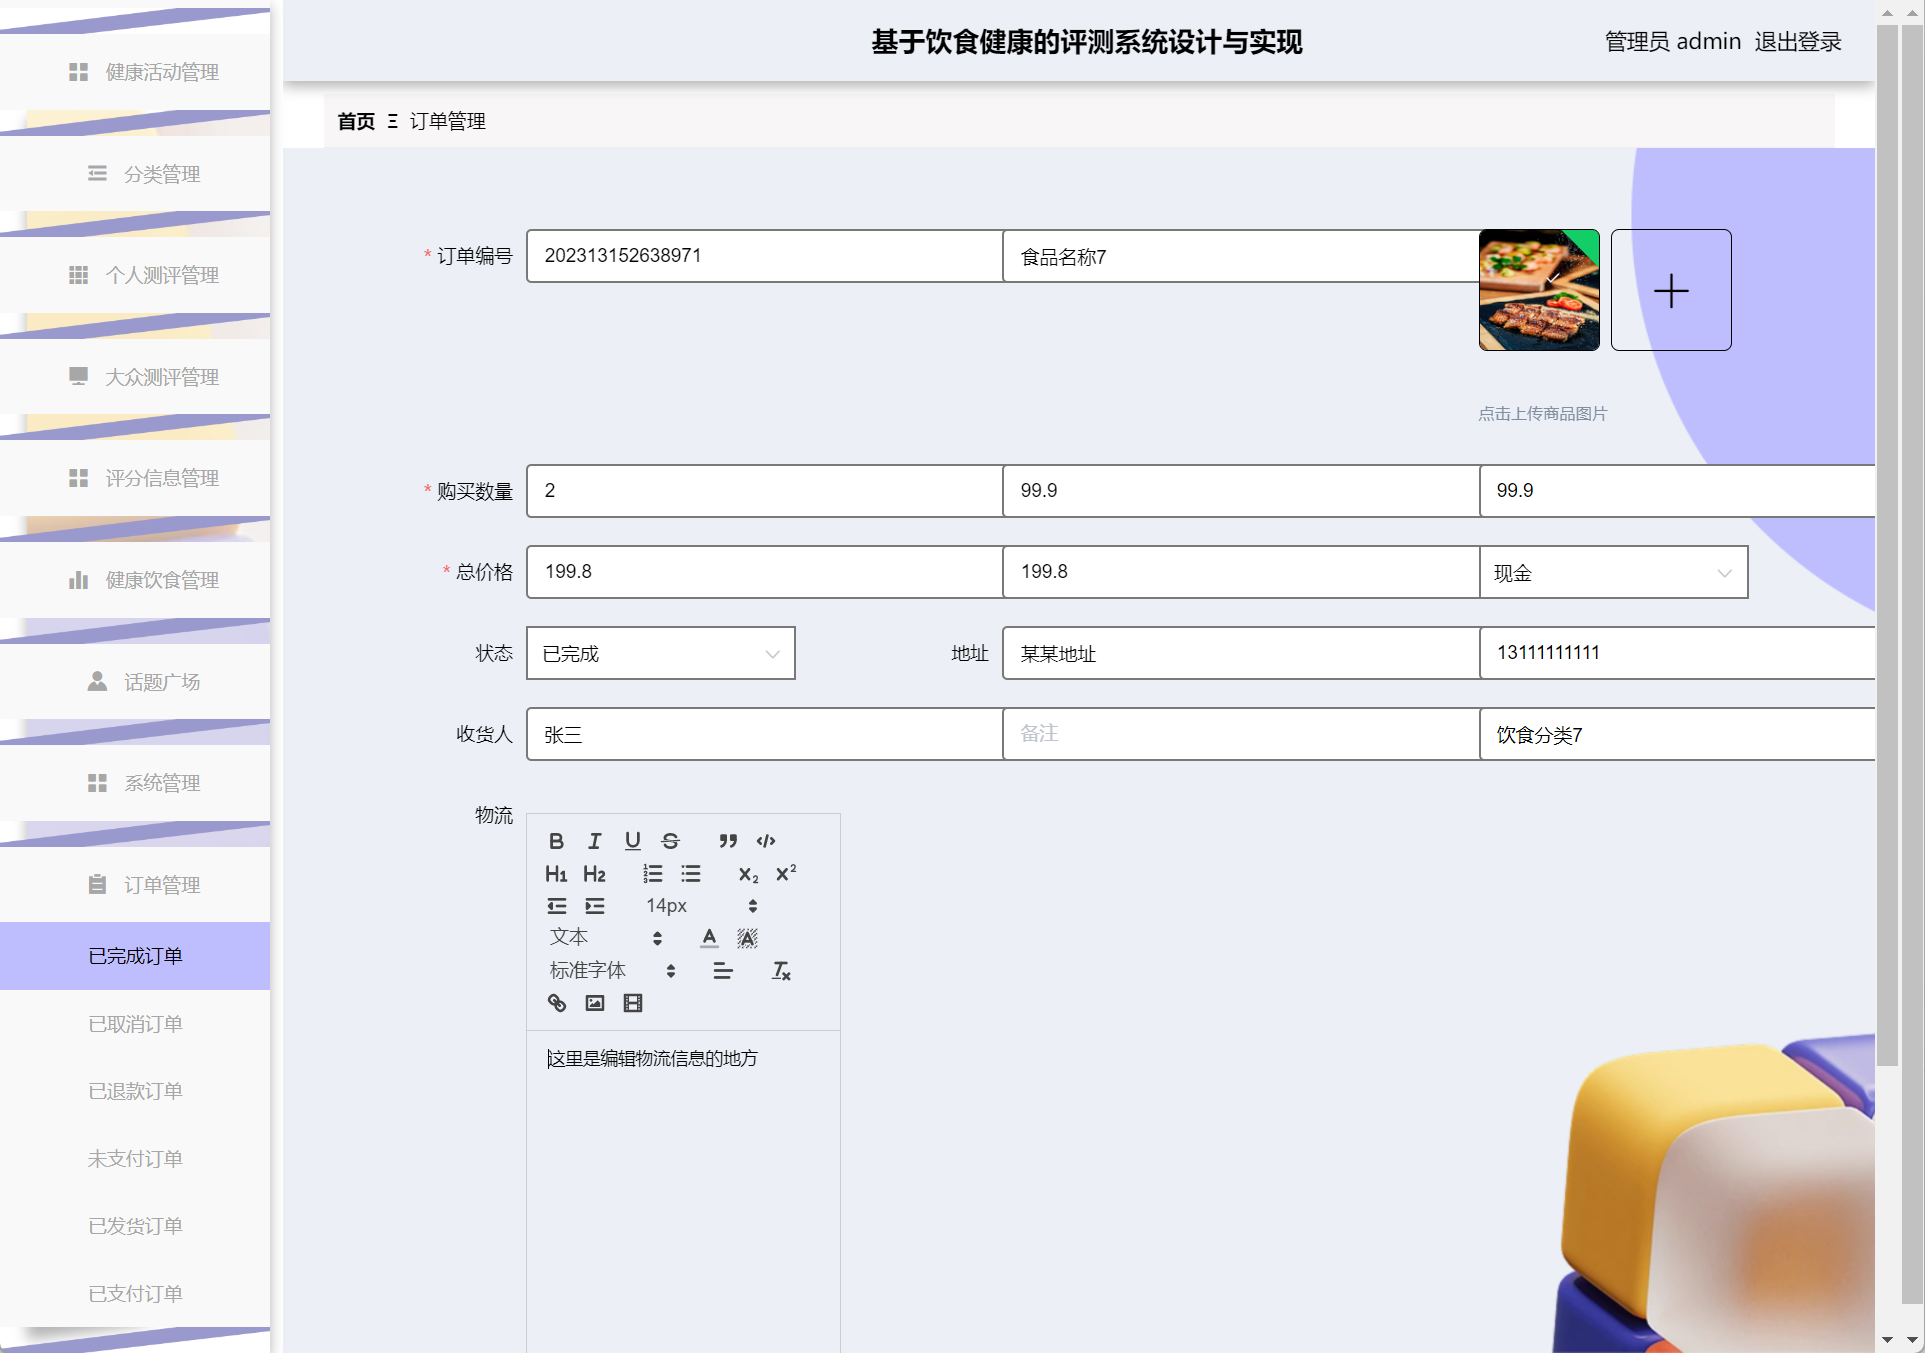 基于饮食健康的评测系统设计与实现
管理员 admin 退出登录
首页 Ξ 订单管理
健康活动管理
分类管理
个人测评管理
大众测评管理
评分信息管理
健康饮食管理
话题广场
系统管理
订单管理
已完成订单
已取消订单
已退款订单
未支付订单
已发货订单
已支付订单
* 订单编号 202313152638971 食品名称7
点击上传商品图片
* 购买数量 2 99.9 99.9
* 总价格 199.8 199.8 现金
状态 已完成 地址 某某地址 13111111111
收货人 张三 备注 饮食分类7
物流
B I U S
H1 H2 X2 X2
14px
文本 A A
标准字体 Tx
这里是编辑物流信息的地方